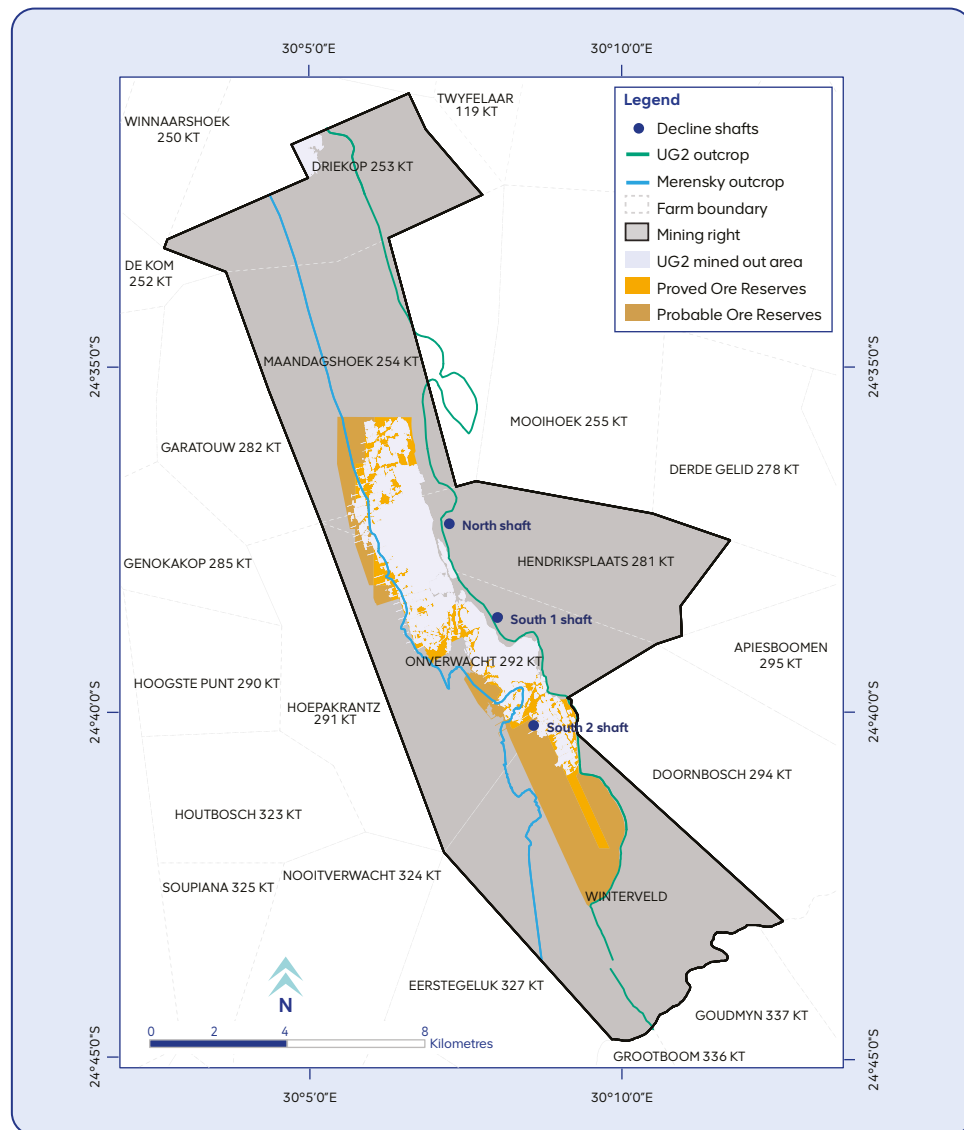 30°5’0”E
30°10’0”E
TWYFELAAR
119 KT
WINNAARSHOEK
250 KT
DRIEKOP 253 KT
Legend
Decline shafts
UG2 outcrop
Merensky outcrop
Farm boundary
Mining right
UG2 mined out area
Proved Ore Reserves
Probable Ore Reserves
DE KOM
252 KT
24°35’0”S
24°35’0”S
MAANDAGSHOEK 254 KT
MOOIHOEK 255 KT
GARATOUW 282 KT
DERDE GELID 278 KT
North shaft
GENOKAKOP 285 KT
HENDRIKSPLAATS 281 KT
South 1 shaft
APIESBOOMEN
295 KT
ONVERWACHT 292 KT
HOOGSTE PUNT 290 KT
HOEPAKRANTZ
291 KT
24°40’0”S
24°40’0”S
South 2 shaft
DOORNBOSCH 294 KT
HOUTBOSCH 323 KT
NOOITVERWACHT 324 KT
SOUPIANA 325 KT
WINTERVELD
EERSTEGELUK 327 KT
N
GOUDMYN 337 KT
0 2 4 8
Kilometres
GROOTBOOM 336 KT
24°45’0”S
24°45’0”S
30°5’0”E
30°10’0”E